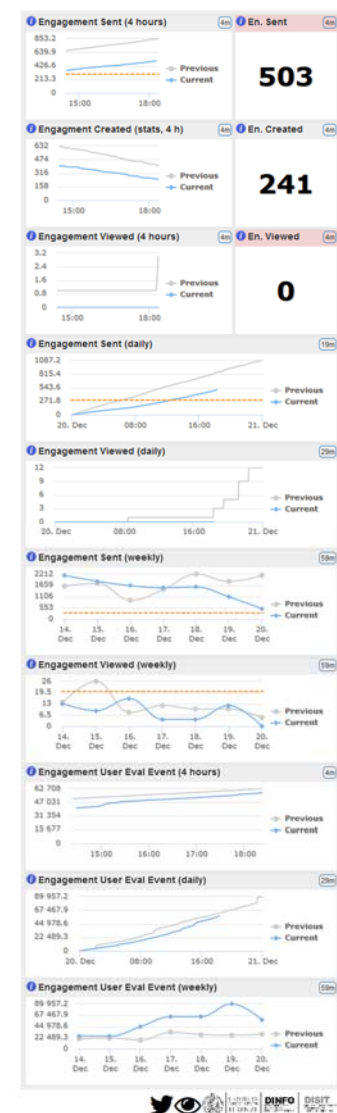 Engagement Sent (4 hours) 4m
En. Sent 4m
853.2
639.9
426.6
213.3
0
15:00 18:00
Previous
Current
503
Engagment Created (stats, 4 h) 4m
En. Created 4m
632
474
316
158
0
15:00 18:00
Previous
Current
241
Engagement Viewed (4 hours) 4m
En. Viewed 4m
3.2
2.4
1.6
0.8
0
15:00 18:00
Previous
Current
0
Engagement Sent (daily) 19m
1087.2
815.4
543.6
271.8
0
20. Dec 08:00 16:00 21. Dec
Previous
Current
Engagement Viewed (daily) 29m
12
9
6
3
0
20. Dec 08:00 16:00 21. Dec
Previous
Current
Engagement Sent (weekly) 59m
2212
1659
1106
553
0
14. 15. 16. 17. 18. 19. 20.
Dec Dec Dec Dec Dec Dec Dec
Previous
Current
Engagement Viewed (weekly) 59m
26
19.5
13
6.5
0
14. 15. 16. 17. 18. 19. 20.
Dec Dec Dec Dec Dec Dec Dec
Previous
Current
Engagement User Eval Event (4 hours) 4m
62 708
47 031
31 354
15 677
0
15:00 16:00 17:00 18:00
Previous
Current
Engagement User Eval Event (daily) 29m
89 957.2
67 467.9
44 978.6
22 489.3
0
20. Dec 08:00 16:00 21. Dec
Previous
Current
Engagement User Eval Event (weekly) 59m
89 957.2
67 467.9
44 978.6
22 489.3
0
14. 15. 16. 17. 18. 19. 20.
Dec Dec Dec Dec Dec Dec Dec
Previous
Current
DINFO DISIT